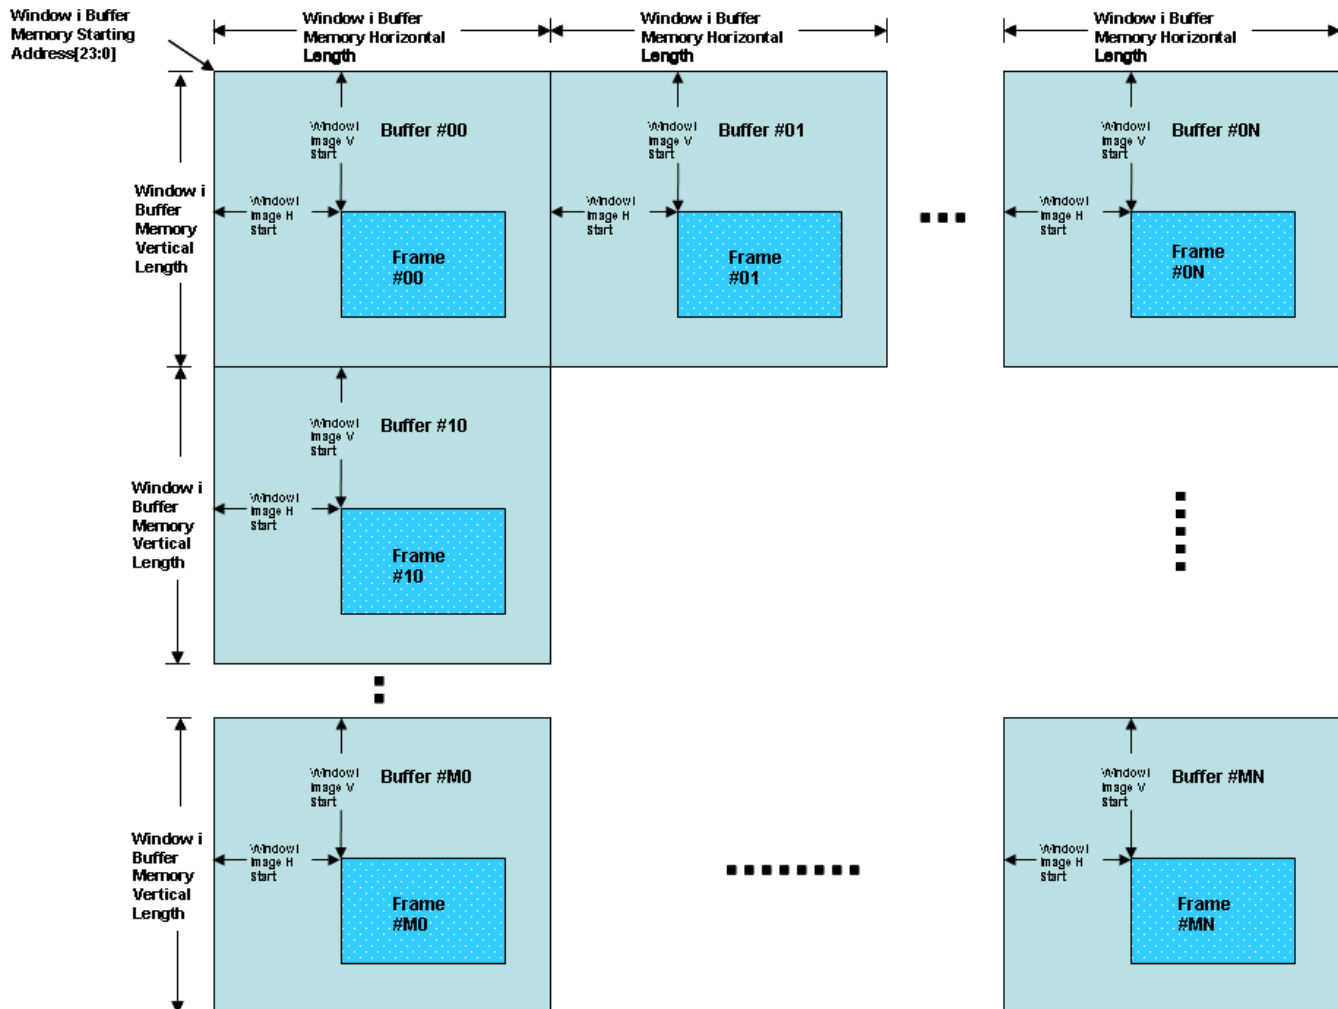 Window i Buffer
Memory Starting
Address[23:0]
Window i Buffer
Memory Horizontal
Length
Window i Buffer
Memory Horizontal
Length
Window i Buffer
Memory Horizontal
Length
Window i
Buffer
Memory
Vertical
Length
Window i
Image V
Start
Buffer #00
Window i
Image H
Start
Frame
#00
Window i
Image V
Start
Buffer #01
Window i
Image H
Start
Frame
#01
Window i
Image V
Start
Buffer #0N
Window i
Image H
Start
Frame
#0N
Window i
Buffer
Memory
Vertical
Length
Window i
Image V
Start
Buffer #10
Window i
Image H
Start
Frame
#10
Window i
Buffer
Memory
Vertical
Length
Window i
Image V
Start
Buffer #M0
Window i
Image H
Start
Frame
#M0
Window i
Image V
Start
Buffer #MN
Window i
Image H
Start
Frame
#MN